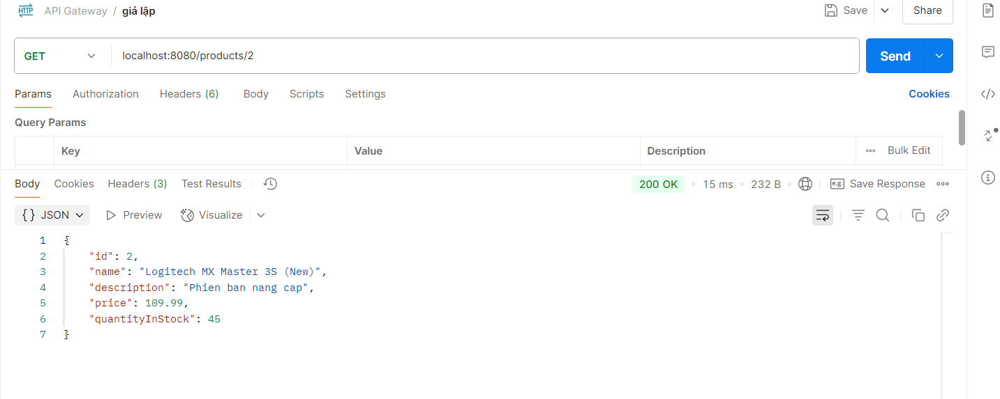 HTTP API Gateway / giả lập Save Share
GET localhost:8080/products/2 Send
Params Authorization Headers (6) Body Scripts Settings Cookies
Query Params
Key Value Description Bulk Edit
Body Cookies Headers (3) Test Results 200 OK • 15 ms • 232 B • e.g. Save Response
{} JSON Preview Visualize
1 {
2 "id": 2,
3 "name": "Logitech MX Master 3S (New)",
4 "description": "Phien ban nang cap",
5 "price": 109.99,
6 "quantityInStock": 45
7 }